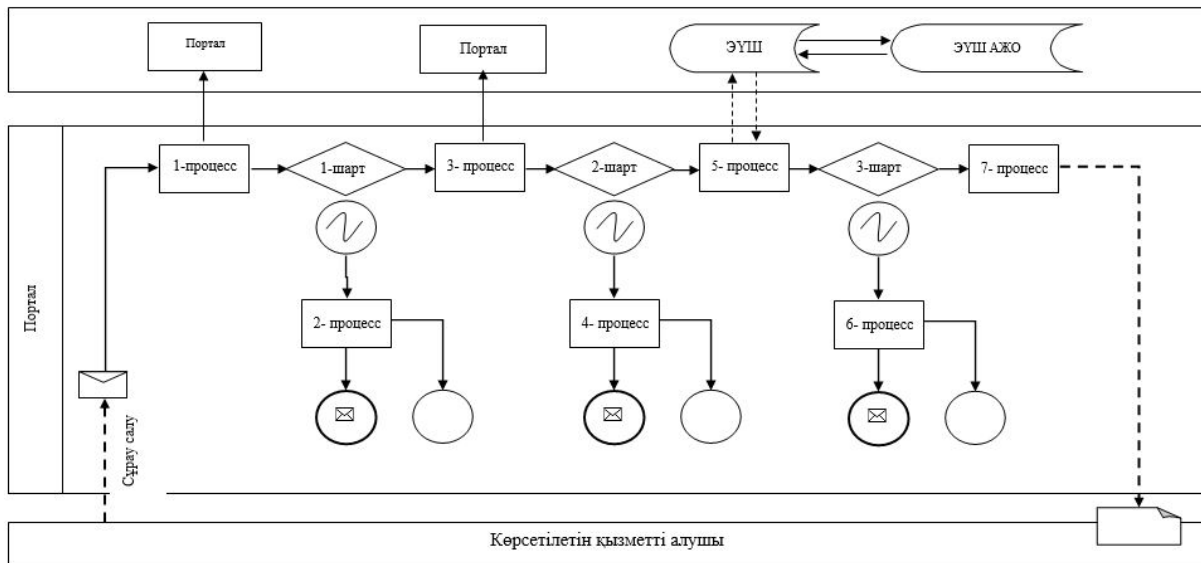 Портал
Портал
ЭҮШ
ЭҮШ АЖО
Портал
1-процесс
1-шарт
3- процесс
2-шарт
5- процесс
3-шарт
7- процесс
2- процесс
4- процесс
6- процесс
Сұрау салу
Көрсетілетін қызметті алушы